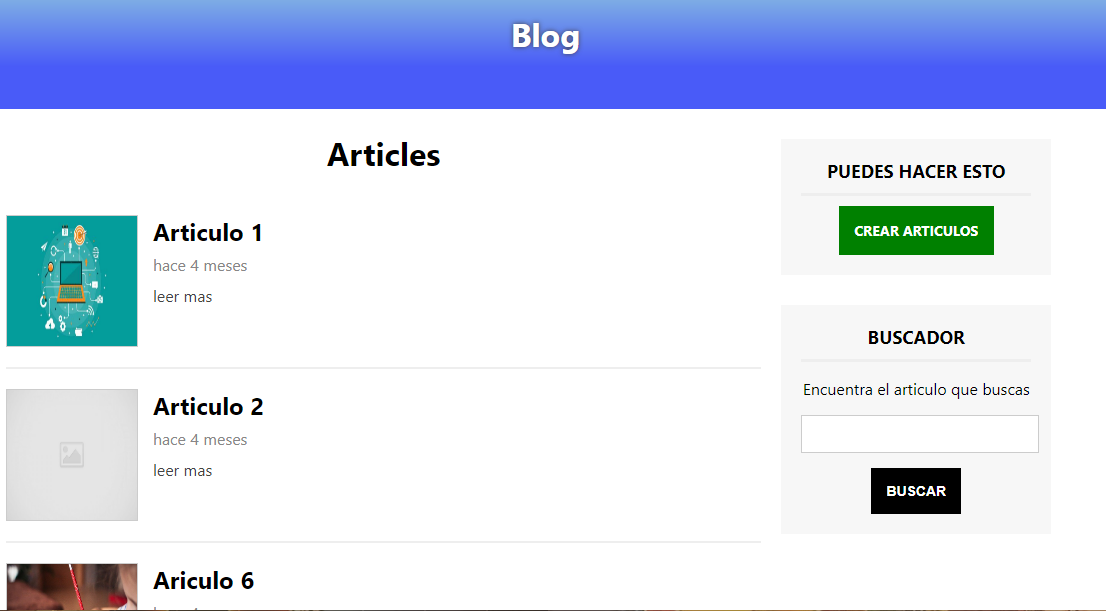 Blog
Articles
Articulo 1
hace 4 meses
leer mas
Articulo 2
hace 4 meses
leer mas
Ariculo 6
PUEDES HACER ESTO
CREAR ARTICULOS
BUSCADOR
Encuentra el articulo que buscas
BUSCAR